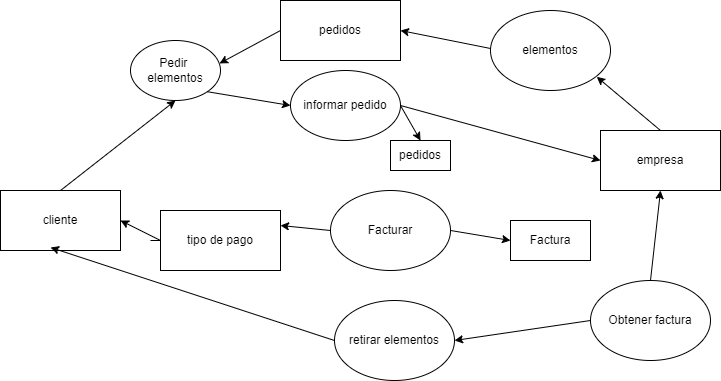 pedidos
elementos
Pedir
elementos
informar pedido
pedidos
empresa
cliente
tipo de pago
Facturar
Factura
retirar elementos
Obtener factura